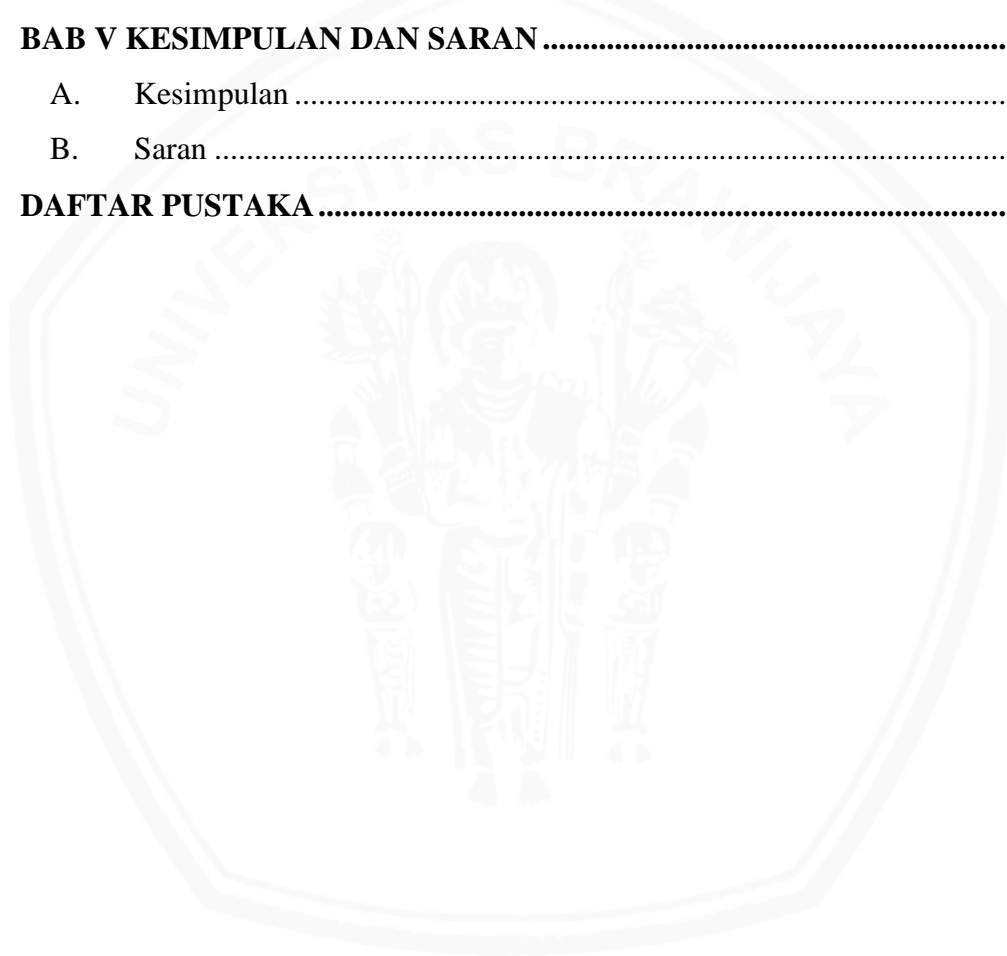 BAB V KESIMPULAN DAN SARAN ..........................................................
A. Kesimpulan ..........................................................................................
B. Saran ....................................................................................................
DAFTAR PUSTAKA .......................................................................................
UNIVERSITAS BRAWIJAYA